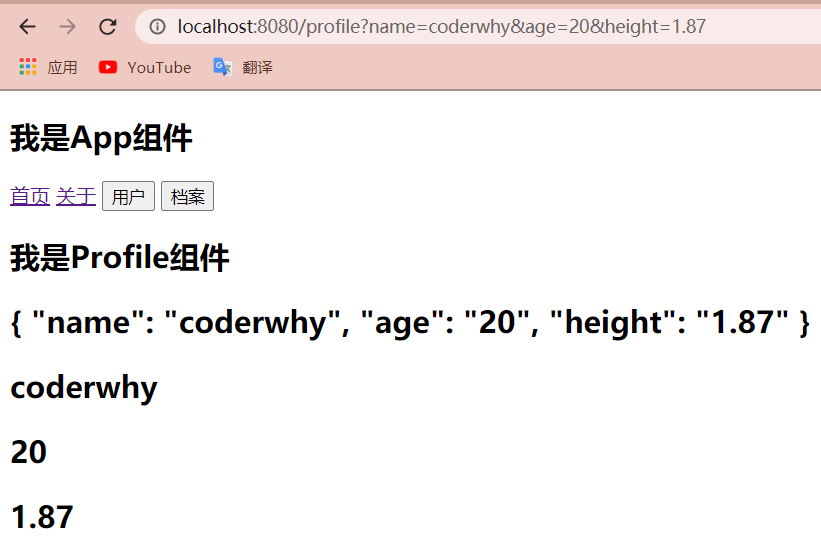 localhost:8080/profile?name=coderwhy&age=20&height=1.87
应用 YouTube 翻译
我是App组件
首页 关于 用户 档案
我是Profile组件
{ "name": "coderwhy", "age": "20", "height": "1.87" }
coderwhy
20
1.87